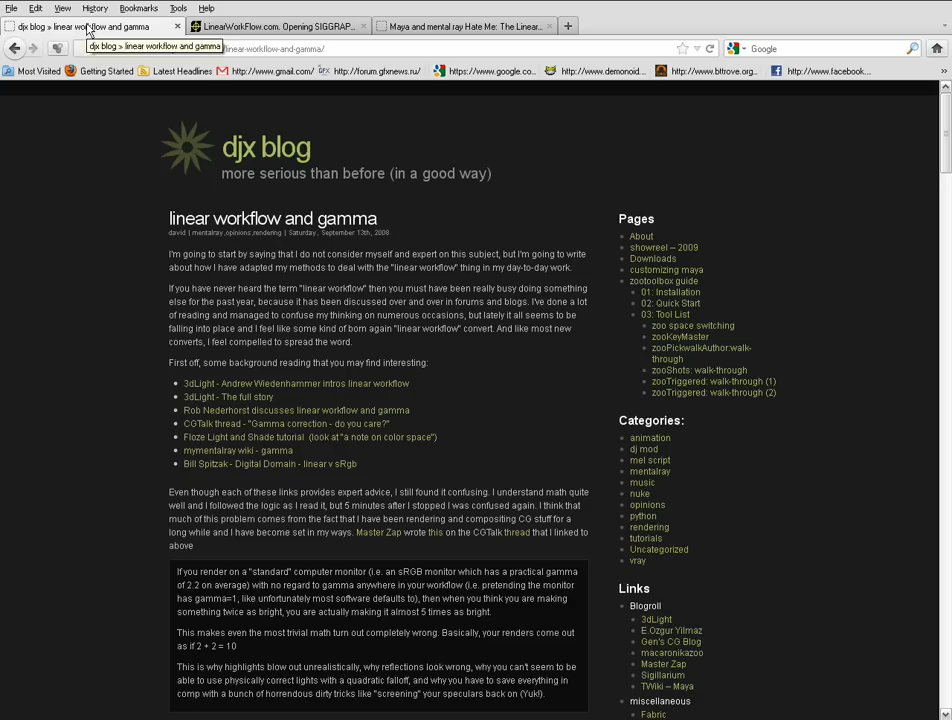 File Edit View History Bookmarks Tools Help
djx blog » linear workflow and gamma × LinearWorkFlow.com. Opening SIGGRAP... × Maya and mental ray Hate Me: The Linear... × +
djx blog » linear workflow and gamma
/linear-workflow-and-gamma/ Google
Most Visited Getting Started Latest Headlines http://www.gmail.com/ GFX http://forum.gfxnews.ru/ https://www.google.co... http://www.demonoid... http://www.bttrove.org... http://www.facebook... »
djx blog
more serious than before (in a good way)
linear workflow and gamma
david | mentalray ,opinions ,rendering | Saturday, September 13th, 2008
I'm going to start by saying that I do not consider myself and expert on this subject, but I'm going to write
about how I have adapted my methods to deal with the "linear workflow" thing in my day-to-day work.
If you have never heard the term "linear workflow" then you must have been really busy doing something
else for the past year, because it has been discussed over and over in forums and blogs. I've done a lot
of reading and managed to confuse my thinking on numerous occasions, but lately it all seems to be
falling into place and I feel like some kind of born again "linear workflow" convert. And like most new
converts, I feel compelled to spread the word.
First off, some background reading that you may find interesting:
3dLight - Andrew Wiedenhammer intros linear workflow
3dLight - The full story
Rob Nederhorst discusses linear workflow and gamma
CGTalk thread - "Gamma correction - do you care?"
Floze Light and Shade tutorial (look at "a note on color space")
mymentalray wiki - gamma
Bill Spitzak - Digital Domain - linear v sRgb
Even though each of these links provides expert advice, I still found it confusing. I understand math quite
well and I followed the logic as I read it, but 5 minutes after I stopped I was confused again. I think that
much of this problem comes from the fact that I have been rendering and compositing CG stuff for a
long while and I have become set in my ways. Master Zap wrote this on the CGTalk thread that I linked to
above
If you render on a "standard" computer monitor (i.e. an sRGB monitor which has a practical gamma
of 2.2 on average) with no regard to gamma anywhere in your workflow (i.e. pretending the monitor
has gamma=1, like unfortunately most software defaults to), then when you think you are making
something twice as bright, you are actually making it almost 5 times as bright.
This makes even the most trivial math turn out completely wrong. Basically, your renders come out
as if 2 + 2 = 10
This is why highlights blow out unrealistically, why reflections look wrong, why you can't seem to be
able to use physically correct lights with a quadratic falloff, and why you have to save everything in
comp with a bunch of horrendous dirty tricks like "screening" your speculars back on (Yuk!).
Pages
About
showreel – 2009
Downloads
customizing maya
zootoolbox guide
01: Installation
02: Quick Start
03: Tool List
zoo space switching
zooKeyMaster
zooPickwalkAuthor:walk-
through
zooShots: walk-through
zooTriggered: walk-through (1)
zooTriggered: walk-through (2)
Categories:
animation
dj mod
mel script
mentalray
music
nuke
opinions
python
rendering
tutorials
Uncategorized
vray
Links
Blogroll
3dLight
E.Ozgur Yilmaz
Gen's CG Blog
macaronikazoo
Master Zap
Sigillarium
TWiki – Maya
miscellaneous
Fabric